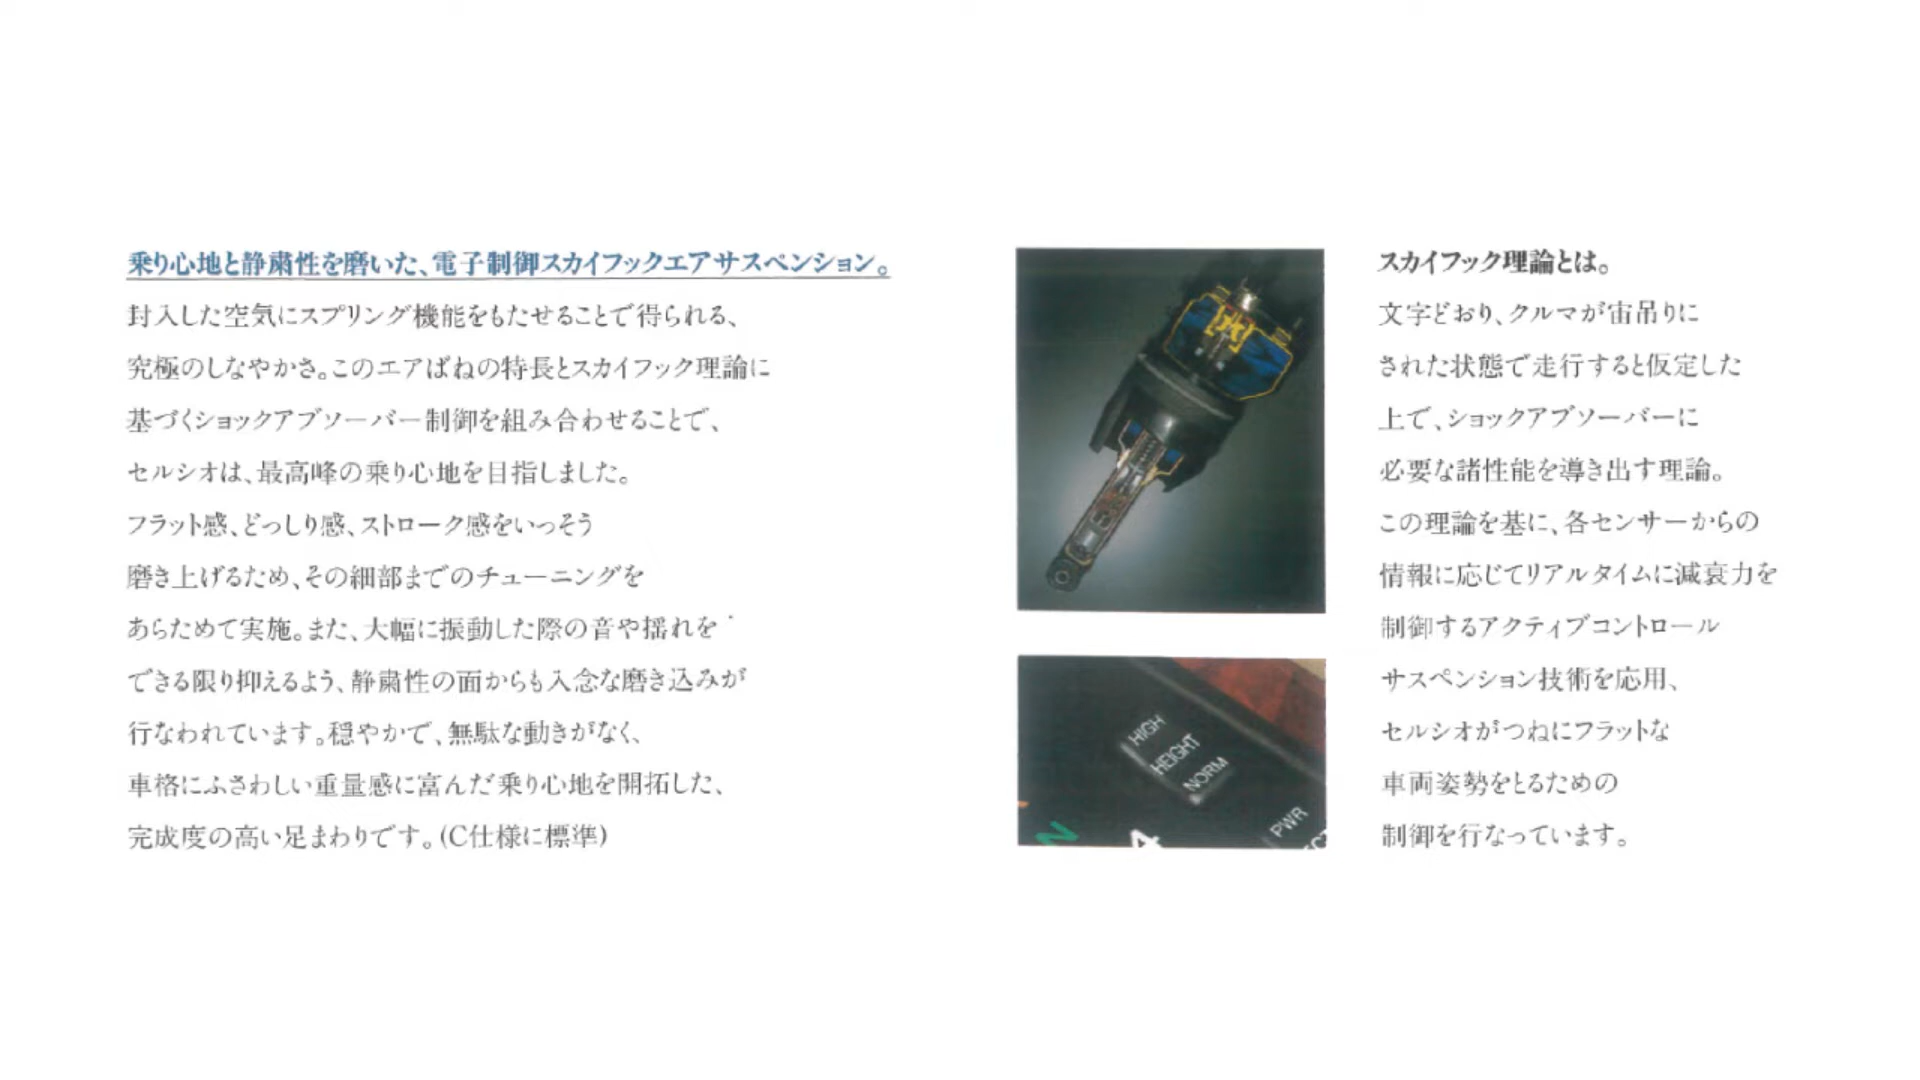 乗り心地と静粛性を磨いた、電子制御スカイフックエアサスペンション。
封入した空気にスプリング機能をもたせることで得られる、
究極のしなやかさ。このエアばねの特長とスカイフック理論に
基づくショックアブソーバー制御を組み合わせることで、
セルシオは、最高峰の乗り心地を目指しました。
フラット感、どっしり感、ストローク感をいっそう
磨き上げるため、その細部までのチューニングを
あらためて実施。また、大幅に振動した際の音や揺れを
できる限り抑えるよう、静粛性の面からも入念な磨き込みが
行なわれています。穏やかで、無駄な動きがなく、
車格にふさわしい重量感に富んだ乗り心地を開拓した、
完成度の高い足まわりです。(C仕様に標準)
HIGH
HEIGHT
NORM
PWR
N
4
スカイフック理論とは。
文字どおり、クルマが宙吊りに
された状態で走行すると仮定した
上で、ショックアブソーバーに
必要な諸性能を導き出す理論。
この理論を基に、各センサーからの
情報に応じてリアルタイムに減衰力を
制御するアクティブコントロール
サスペンション技術を応用、
セルシオがつねにフラットな
車両姿勢をとるための
制御を行なっています。